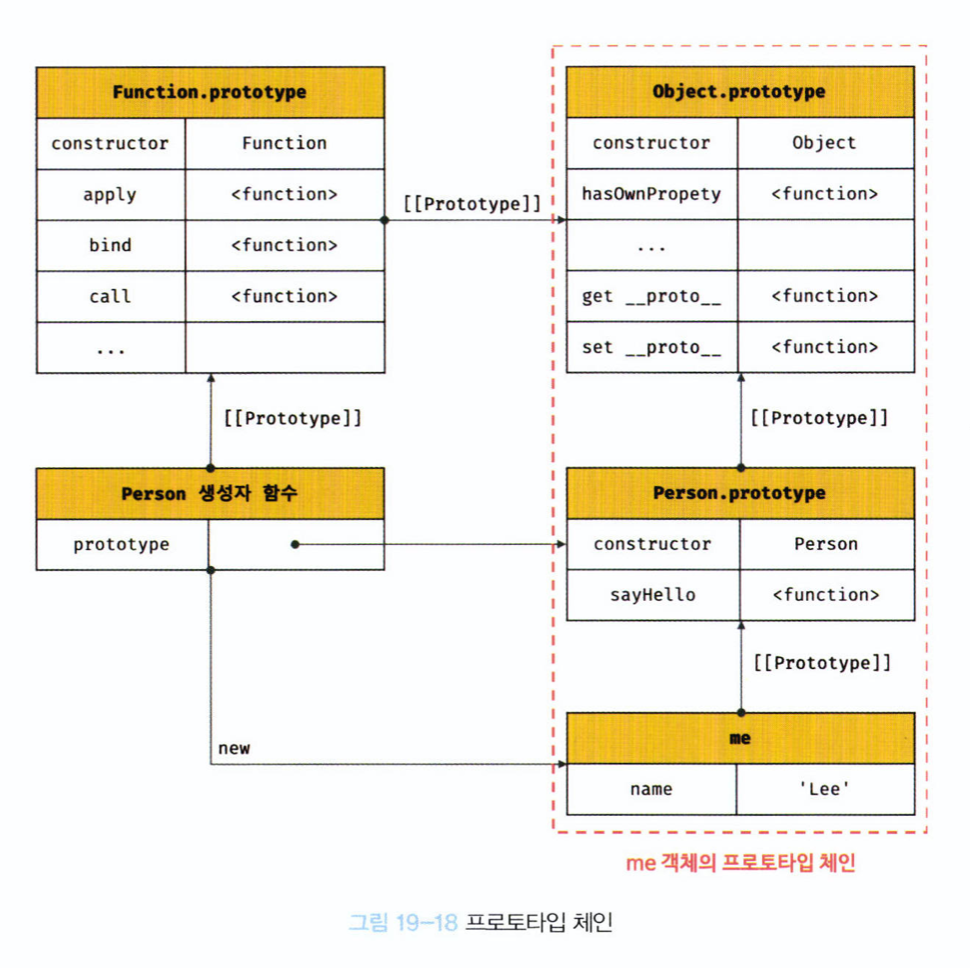 Function.prototype
constructor Function
apply <function>
bind <function>
call <function>
...
[[Prototype]]
Object.prototype
constructor Object
hasOwnPropety <function>
...
get __proto__ <function>
set __proto__ <function>
[[Prototype]]
[[Prototype]]
Person 생성자 함수
prototype
Person.prototype
constructor Person
sayHello <function>
[[Prototype]]
new
me
name 'Lee'
me 객체의 프로토타입 체인
그림 19-18 프로토타입 체인